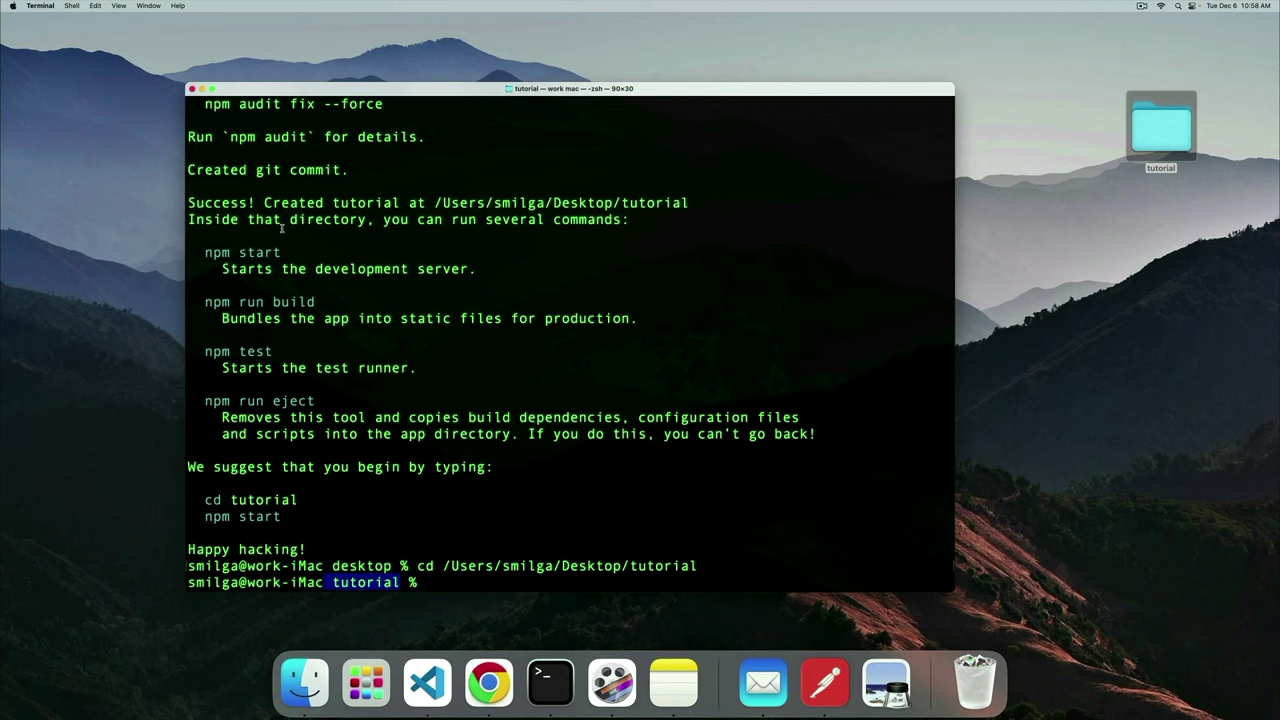 Terminal Shell Edit View Window Help
Tue Dec 6 10:58 AM
tutorial — work mac — -zsh — 90×30
npm audit fix --force
Run `npm audit` for details.
Created git commit.
Success! Created tutorial at /Users/smilga/Desktop/tutorial
Inside that directory, you can run several commands:
npm start
Starts the development server.
npm run build
Bundles the app into static files for production.
npm test
Starts the test runner.
npm run eject
Removes this tool and copies build dependencies, configuration files
and scripts into the app directory. If you do this, you can’t go back!
We suggest that you begin by typing:
cd tutorial
npm start
Happy hacking!
smilga@work-iMac desktop % cd /Users/smilga/Desktop/tutorial
smilga@work-iMac tutorial %
tutorial
>_